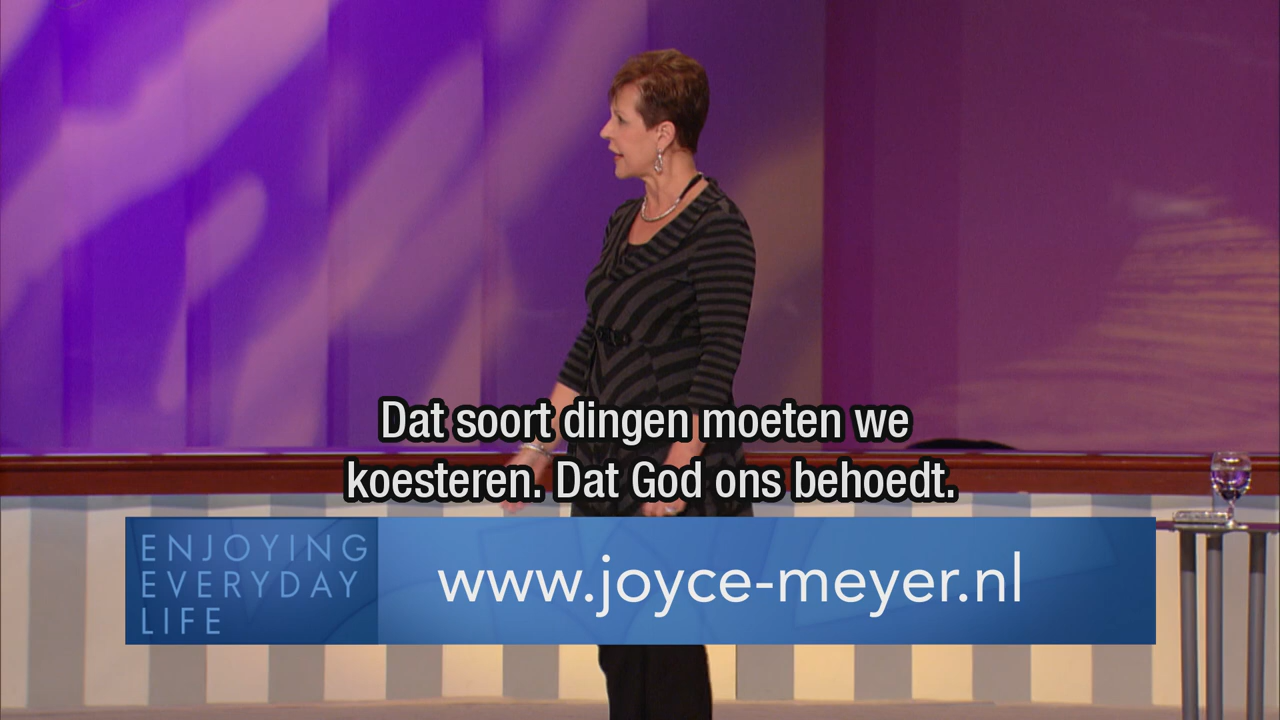 Dat soort dingen moeten we
koesteren. Dat God ons behoedt.
ENJOYING
EVERYDAY
LIFE
www.joyce-meyer.nl